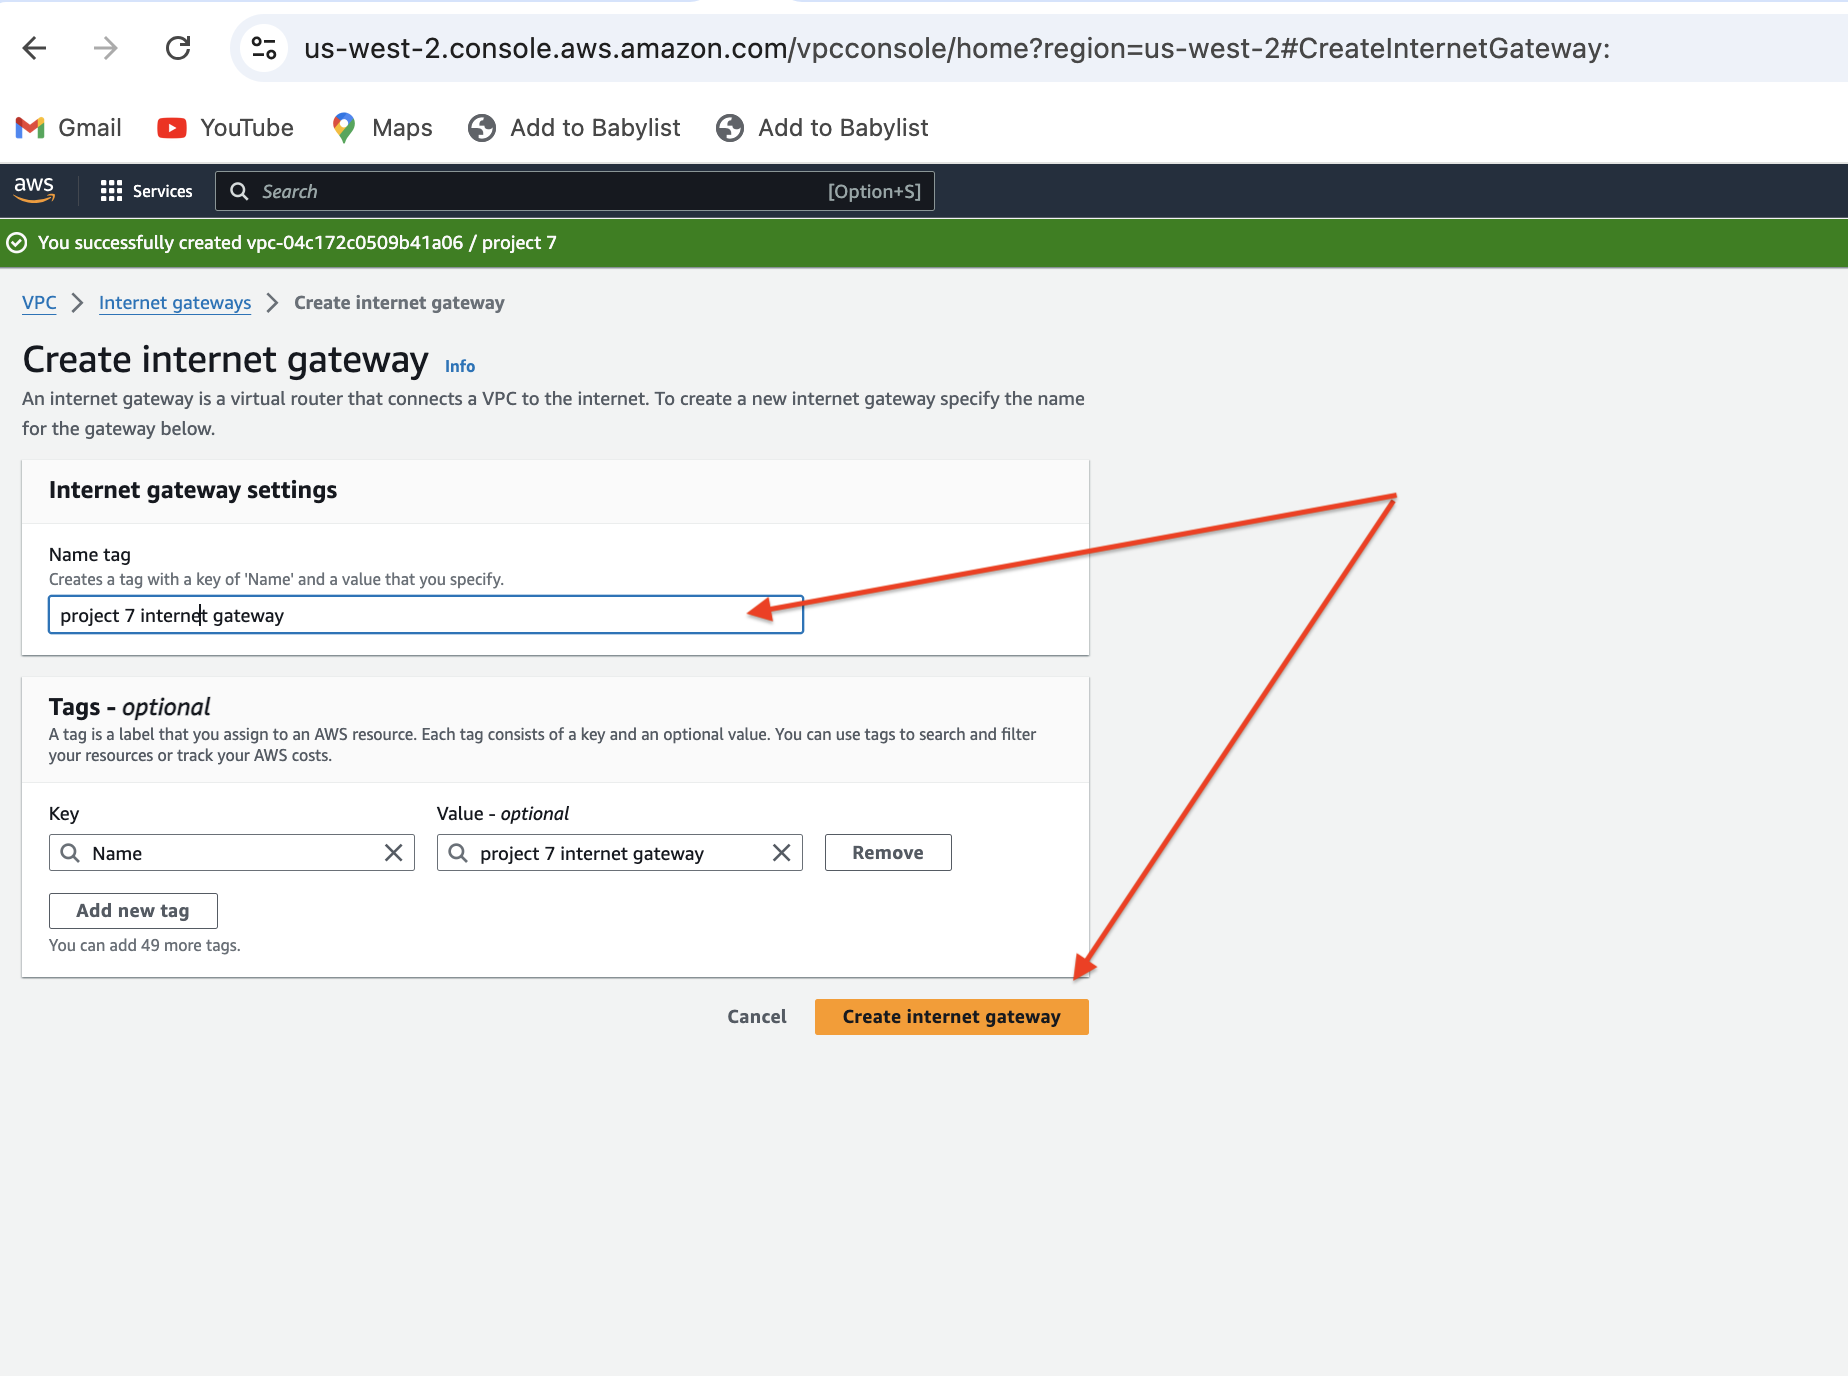 us-west-2.console.aws.amazon.com/vpcconsole/home?region=us-west-2#CreateInternetGateway:
Gmail YouTube Maps Add to Babylist Add to Babylist
aws Services Search [Option+S]
You successfully created vpc-04c172c0509b41a06 / project 7
VPC Internet gateways Create internet gateway
Create internet gateway Info
An internet gateway is a virtual router that connects a VPC to the internet. To create a new internet gateway specify the name
for the gateway below.
Internet gateway settings
Name tag
Creates a tag with a key of 'Name' and a value that you specify.
project 7 internet gateway
Tags - optional
A tag is a label that you assign to an AWS resource. Each tag consists of a key and an optional value. You can use tags to search and filter
your resources or track your AWS costs.
Key Value - optional
Name project 7 internet gateway Remove
Add new tag
You can add 49 more tags.
Cancel Create internet gateway